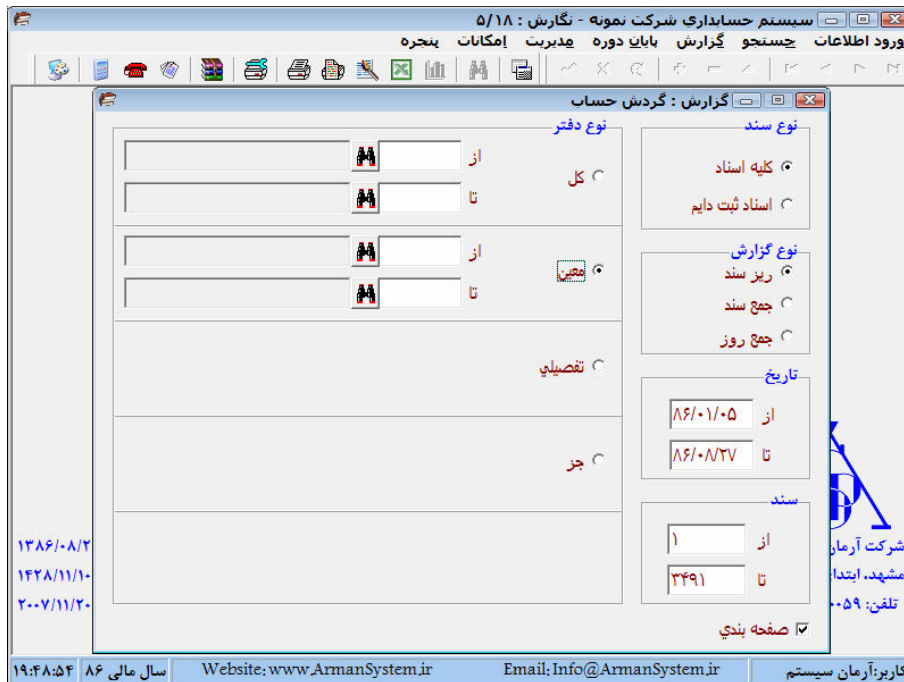 سیستم حسابداری شرکت نمونه - نگارش : ۵/۱۸
ورود اطلاعات جستجو گزارش پایان دوره مدیریت امکانات پنجره
گزارش : گردش حساب
نوع سند
کلیه اسناد
اسناد ثبت دایم
نوع گزارش
ریز سند
جمع سند
جمع روز
تاریخ
از ۸۶/۰۱/۰۵
تا ۸۶/۰۸/۲۷
سند
از ۱
تا ۳۴۹۱
صفحه بندي
نوع دفتر
کل
از
تا
معین
از
تا
تفصیلي
جز
شرکت آرمان
مشهد، ابتدا
تلفن: ۰۰۵۹
۱۳۸۶/۰۸/۲
۱۴۲۸/۱۱/۱۰
۲۰۰۷/۱۱/۲۰
کاربر:آرمان سیستم
Email:Info@ArmanSystem.ir
Website:www.ArmanSystem.ir
سال مالی ۸۶
۱۹:۴۸:۵۴